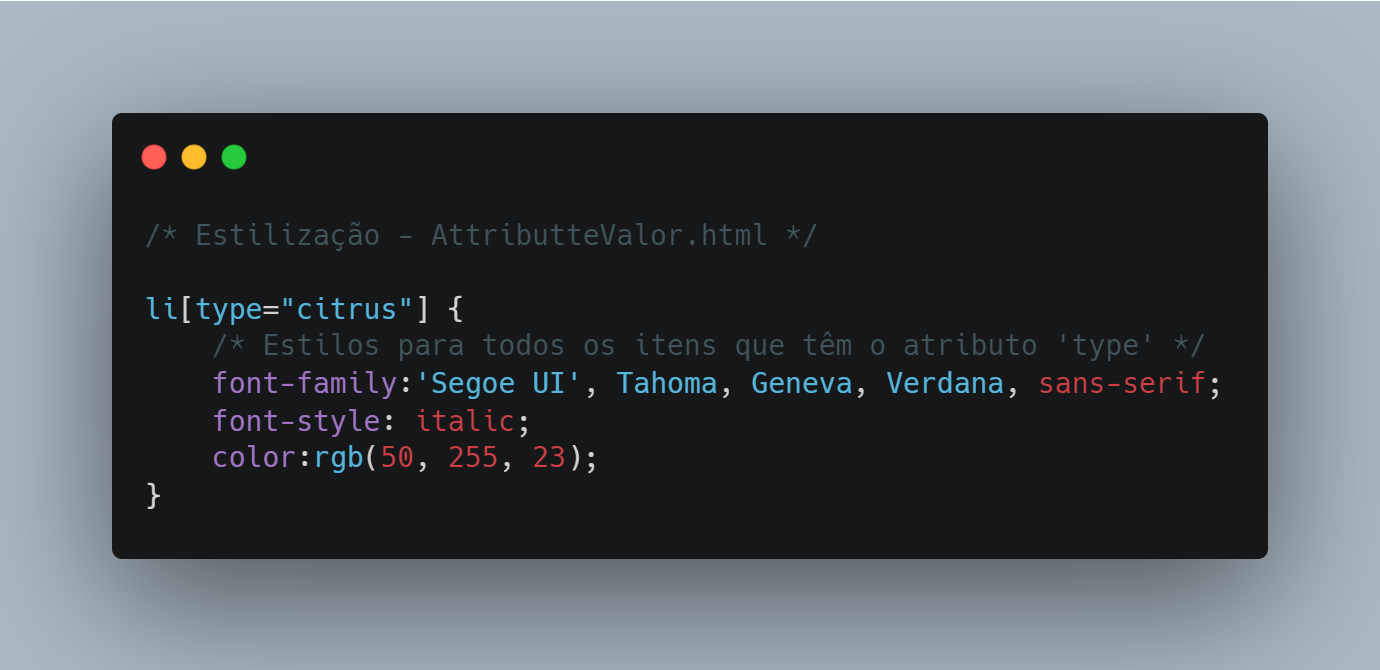 /* Estilização - AttributteValor.html */
li[type="citrus"] {
/* Estilos para todos os itens que têm o atributo 'type' */
font-family:'Segoe UI', Tahoma, Geneva, Verdana, sans-serif;
font-style: italic;
color:rgb(50, 255, 23);
}